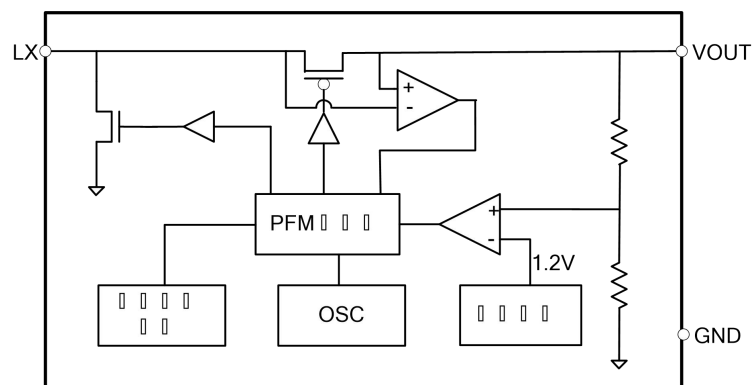 LX
VOUT
+
-
PFM
+
-
1.2V
OSC
GND